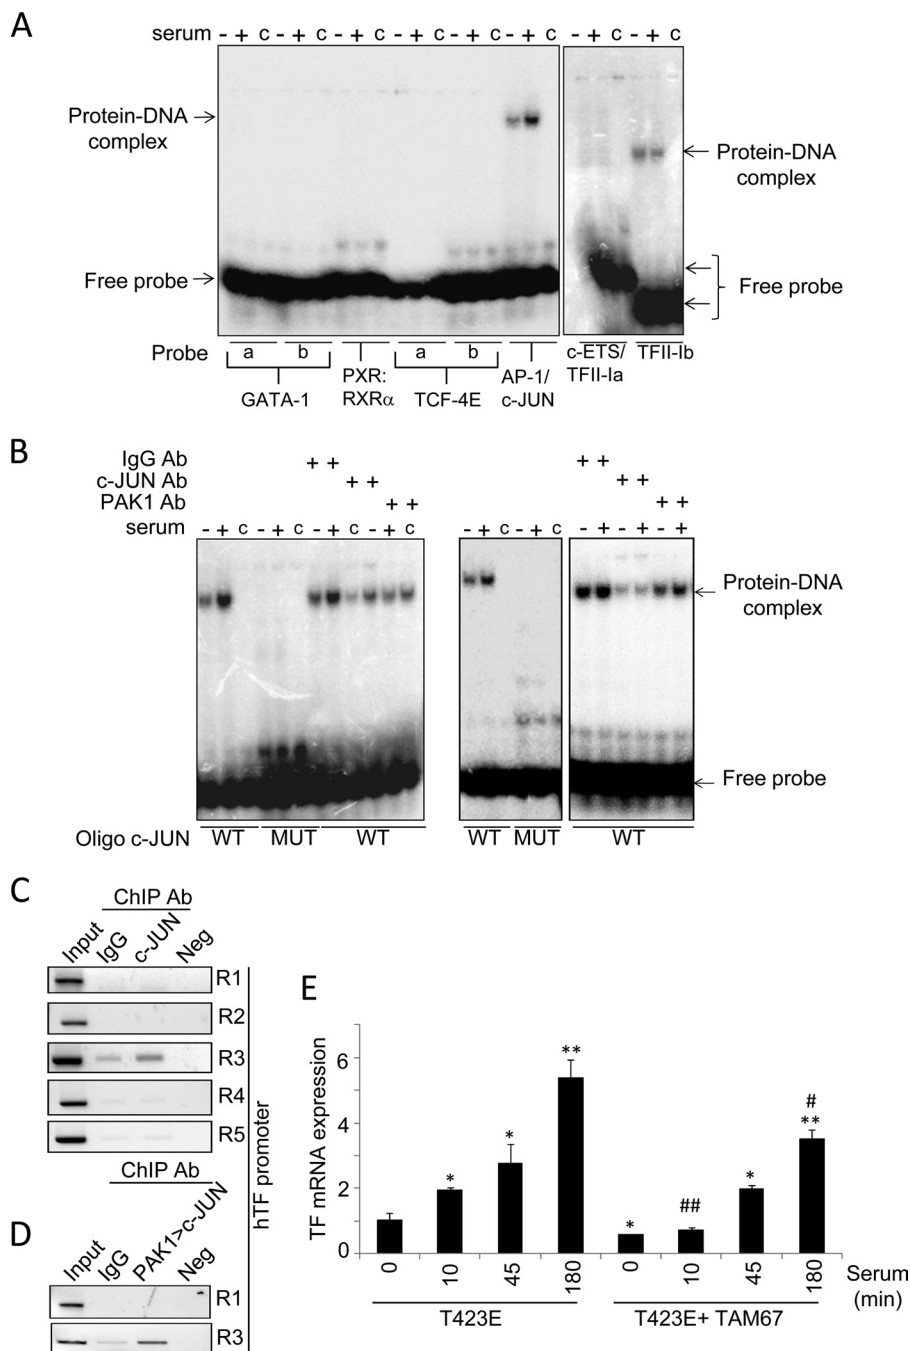 A
serum - + c - + c - + c - + c - + c - + c - + c - + c
Protein-DNA
complex
Protein-DNA
complex
Free probe
Free probe
Probe a b a b
c-ETS/
TFII-Ia
TFII-Ib
GATA-1
PXR:
RXRα
TCF-4E
AP-1/
c-JUN
B
IgG Ab + + + +
c-JUN Ab + + + +
PAK1 Ab + + + +
serum - + c - + c - + c + + c - + c - + c - + - + - +
Protein-DNA
complex
Free probe
Oligo c-JUN WT MUT WT WT MUT WT
C
ChIP Ab
Input IgG c-JUN Neg
R1
R2
R3
R4
R5
hTF promoter
D
ChIP Ab
Input IgG PAK1>c-JUN Neg
R1
R3
E
TF mRNA expression
6
4
2
0
* * ** * ## * # **
0 10 45 180 0 10 45 180
Serum
(min)
T423E T423E+ TAM67